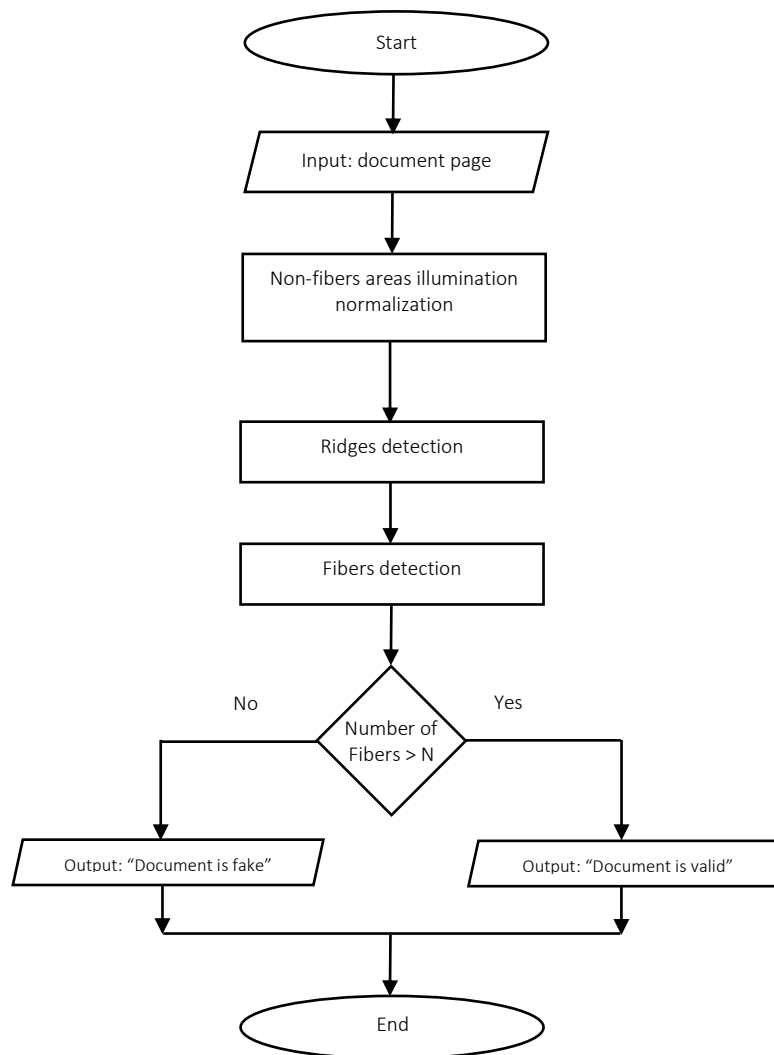 Start
Input: document page
Non-fibers areas illumination
normalization
Ridges detection
Fibers detection
No
Yes
Number of
Fibers > N
Output: “Document is fake”
Output: “Document is valid”
End